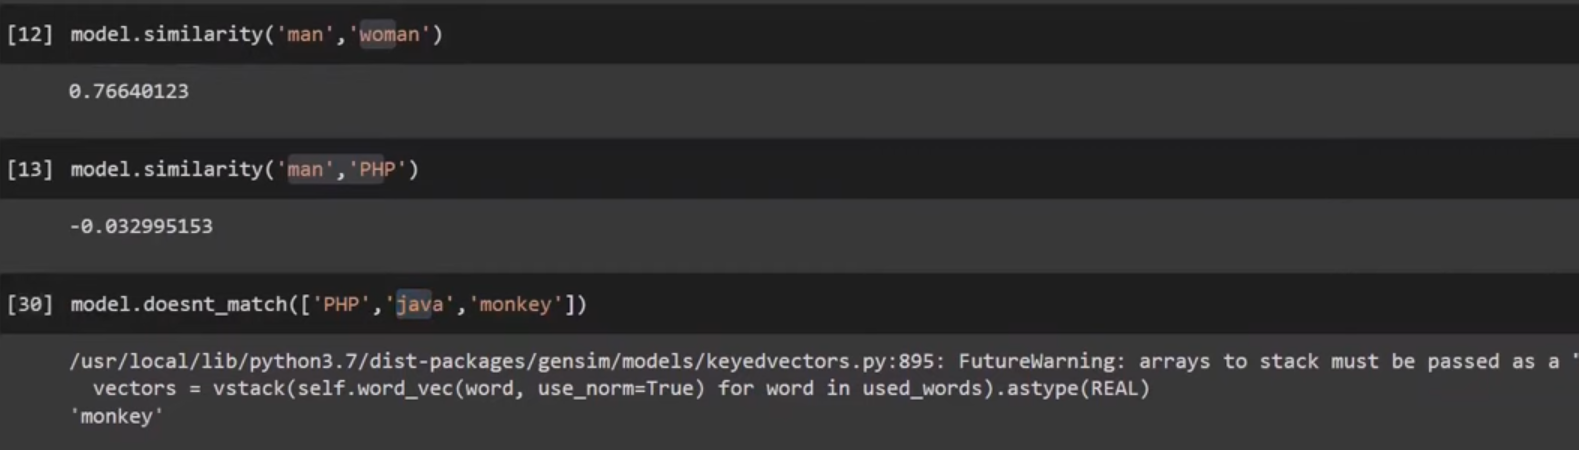 [12] model.similarity('man','woman')
0.76640123
[13] model.similarity('man','PHP')
-0.032995153
[30] model.doesnt_match(['PHP','java','monkey'])
/usr/local/lib/python3.7/dist-packages/gensim/models/keyedvectors.py:895: FutureWarning: arrays to stack must be passed as a "
vectors = vstack(self.word_vec(word, use_norm=True) for word in used_words).astype(REAL)
'monkey'